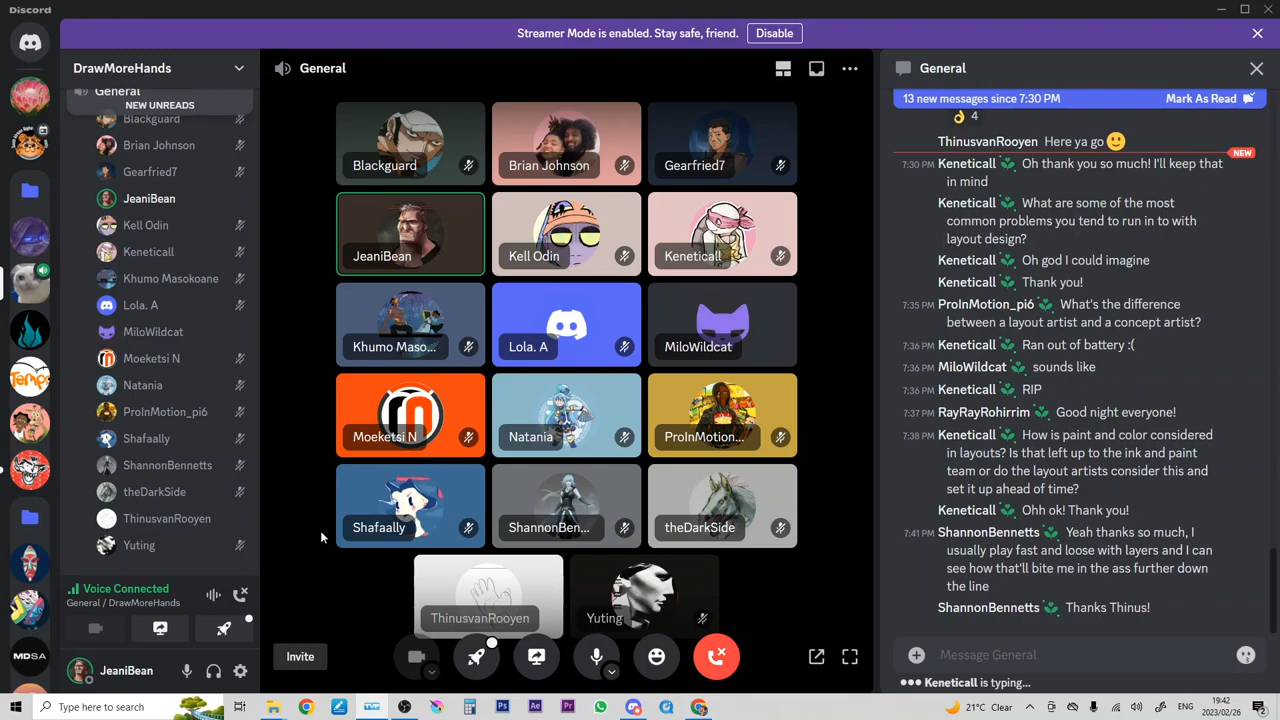 Discord
Streamer Mode is enabled. Stay safe, friend.
Disable
DrawMoreHands
General
NEW UNREADS
Blackguard
Brian Johnson
Gearfried7
JeaniBean
Kell Odin
Keneticall
Khumo Masokoane
Lola. A
MiloWildcat
Moeketsi N
Natania
ProInMotion_pi6
Shafaally
ShannonBennetts
theDarkSide
ThinusvanRooyen
Yuting
Voice Connected
General / DrawMoreHands
JeaniBean
General
Blackguard
Brian Johnson
Gearfried7
JeaniBean
Kell Odin
Keneticall
Khumo Maso...
Lola. A
MiloWildcat
Moeketsi N
Natania
ProInMotion...
Shafaally
ShannonBen...
theDarkSide
ThinusvanRooyen
Yuting
Invite
General
13 new messages since 7:30 PM
Mark As Read
4
ThinusvanRooyen Here ya go
NEW
7:30 PM Keneticall Oh thank you so much! I'll keep that
in mind
Keneticall What are some of the most
common problems you tend to run in to with
layout design?
Keneticall Oh god I could imagine
Keneticall Thank you!
7:35 PM ProInMotion_pi6 What's the difference
between a layout artist and a concept artist?
7:36 PM Keneticall Ran out of battery :(
7:36 PM MiloWildcat sounds like
7:36 PM Keneticall RIP
7:37 PM RayRayRohirrim Good night everyone!
7:38 PM Keneticall How is paint and color considered
in layouts? Is that left up to the ink and paint
team or do the layout artists consider this and
set it up ahead of time?
Keneticall Ohh ok! Thank you!
7:41 PM ShannonBennetts Yeah thanks so much, I
usually play fast and loose with layers and I can
see how that'll bite me in the ass further down
the line
ShannonBennetts Thanks Thinus!
Message General
Keneticall is typing...
MDSA
Type here to search
TVP
Ps
Ae
Pr
21°C Clear
ENG
19:42
2023/02/26
2